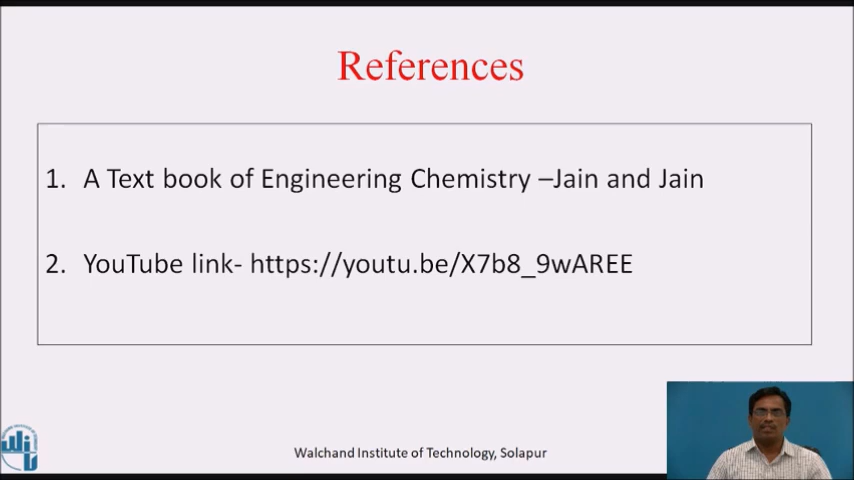 References
1. A Text book of Engineering Chemistry –Jain and Jain
2. YouTube link- https://youtu.be/X7b8_9wAREE
Walchand Institute of Technology, Solapur